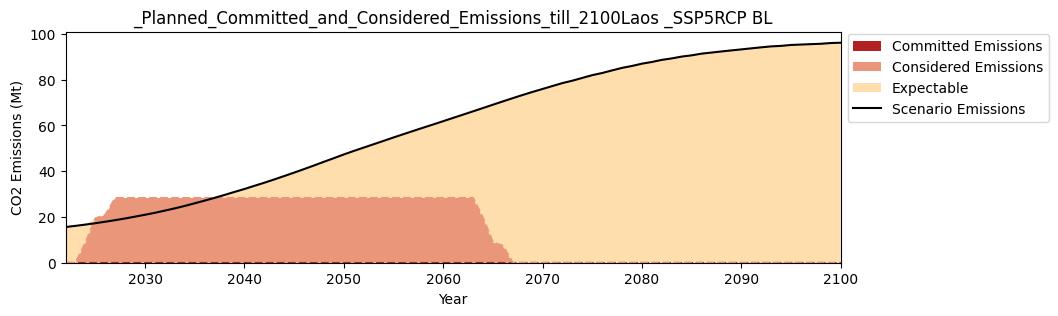 _Planned_Committed_and_Considered_Emissions_till_2100Laos _SSP5RCP BL
100
80
60
40
20
0
CO2 Emissions (Mt)
2030
2040
2050
2060
2070
2080
2090
2100
Year
Committed Emissions
Considered Emissions
Expectable
Scenario Emissions